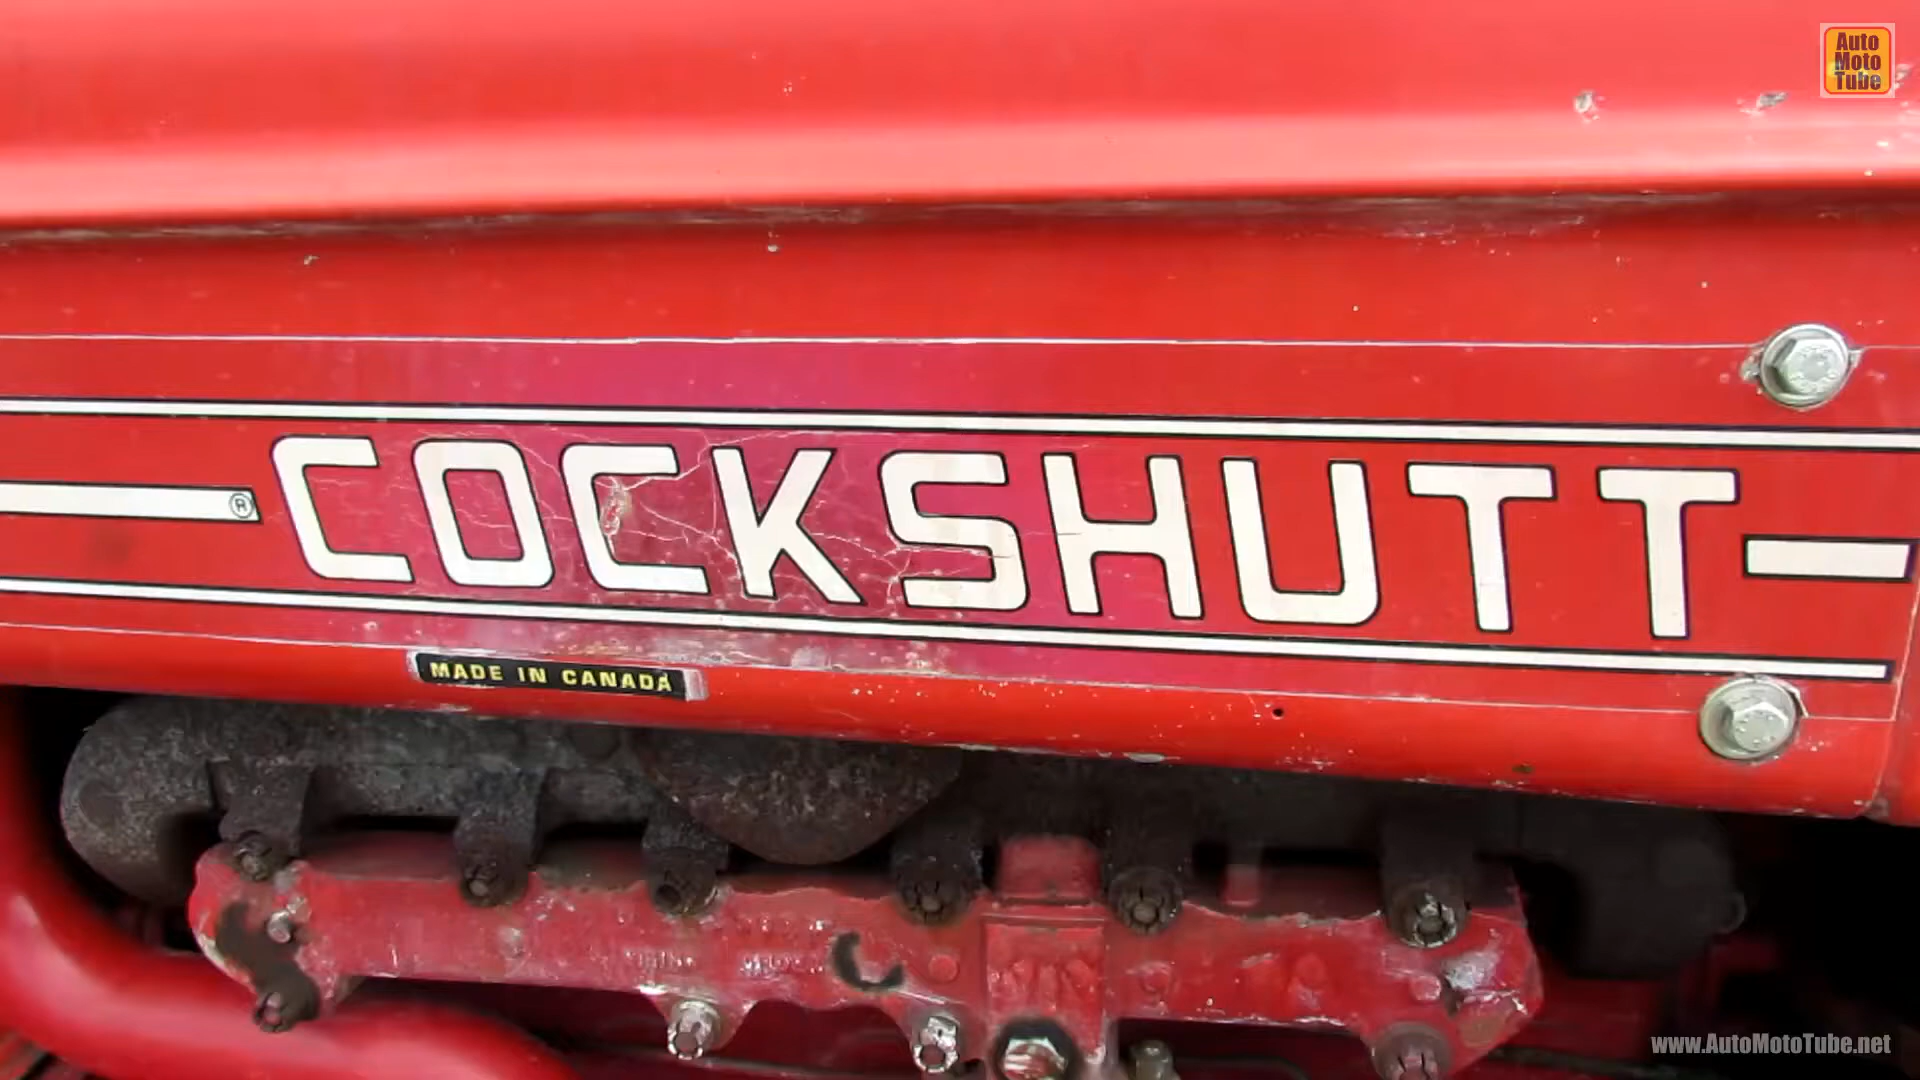 Auto
Moto
Tube
® COCKSHUTT
MADE IN CANADA
www.AutoMotoTube.net